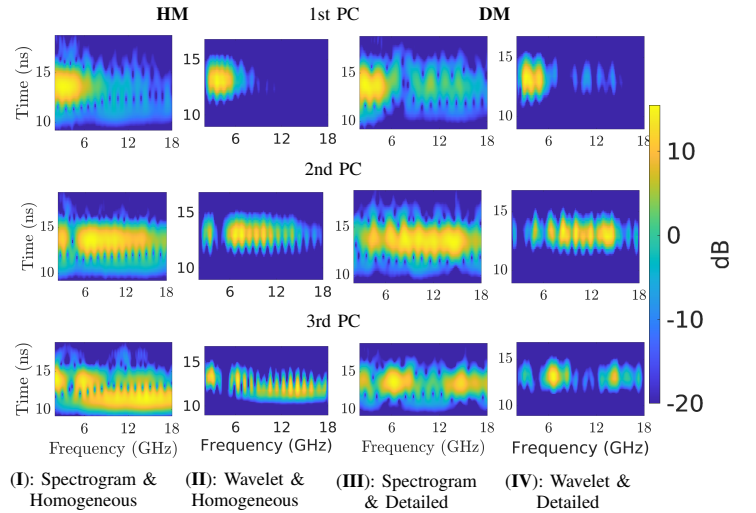 HM 1st PC DM
Time (ns) 15 10 15 10 15 10 15 10
6 12 18 6 12 18 6 12 18 6 12 18
2nd PC
Time (ns) 15 10 15 10 15 10 15 10
6 12 18 6 12 18 6 12 18 6 12 18
3rd PC
Time (ns) 15 10 15 10 15 10 15 10
6 12 18 6 12 18 6 12 18 6 12 18
Frequency (GHz) Frequency (GHz) Frequency (GHz) Frequency (GHz)
10
0
-10
-20
dB
(I): Spectrogram & (II): Wavelet & (III): Spectrogram (IV): Wavelet &
Homogeneous Homogeneous & Detailed Detailed